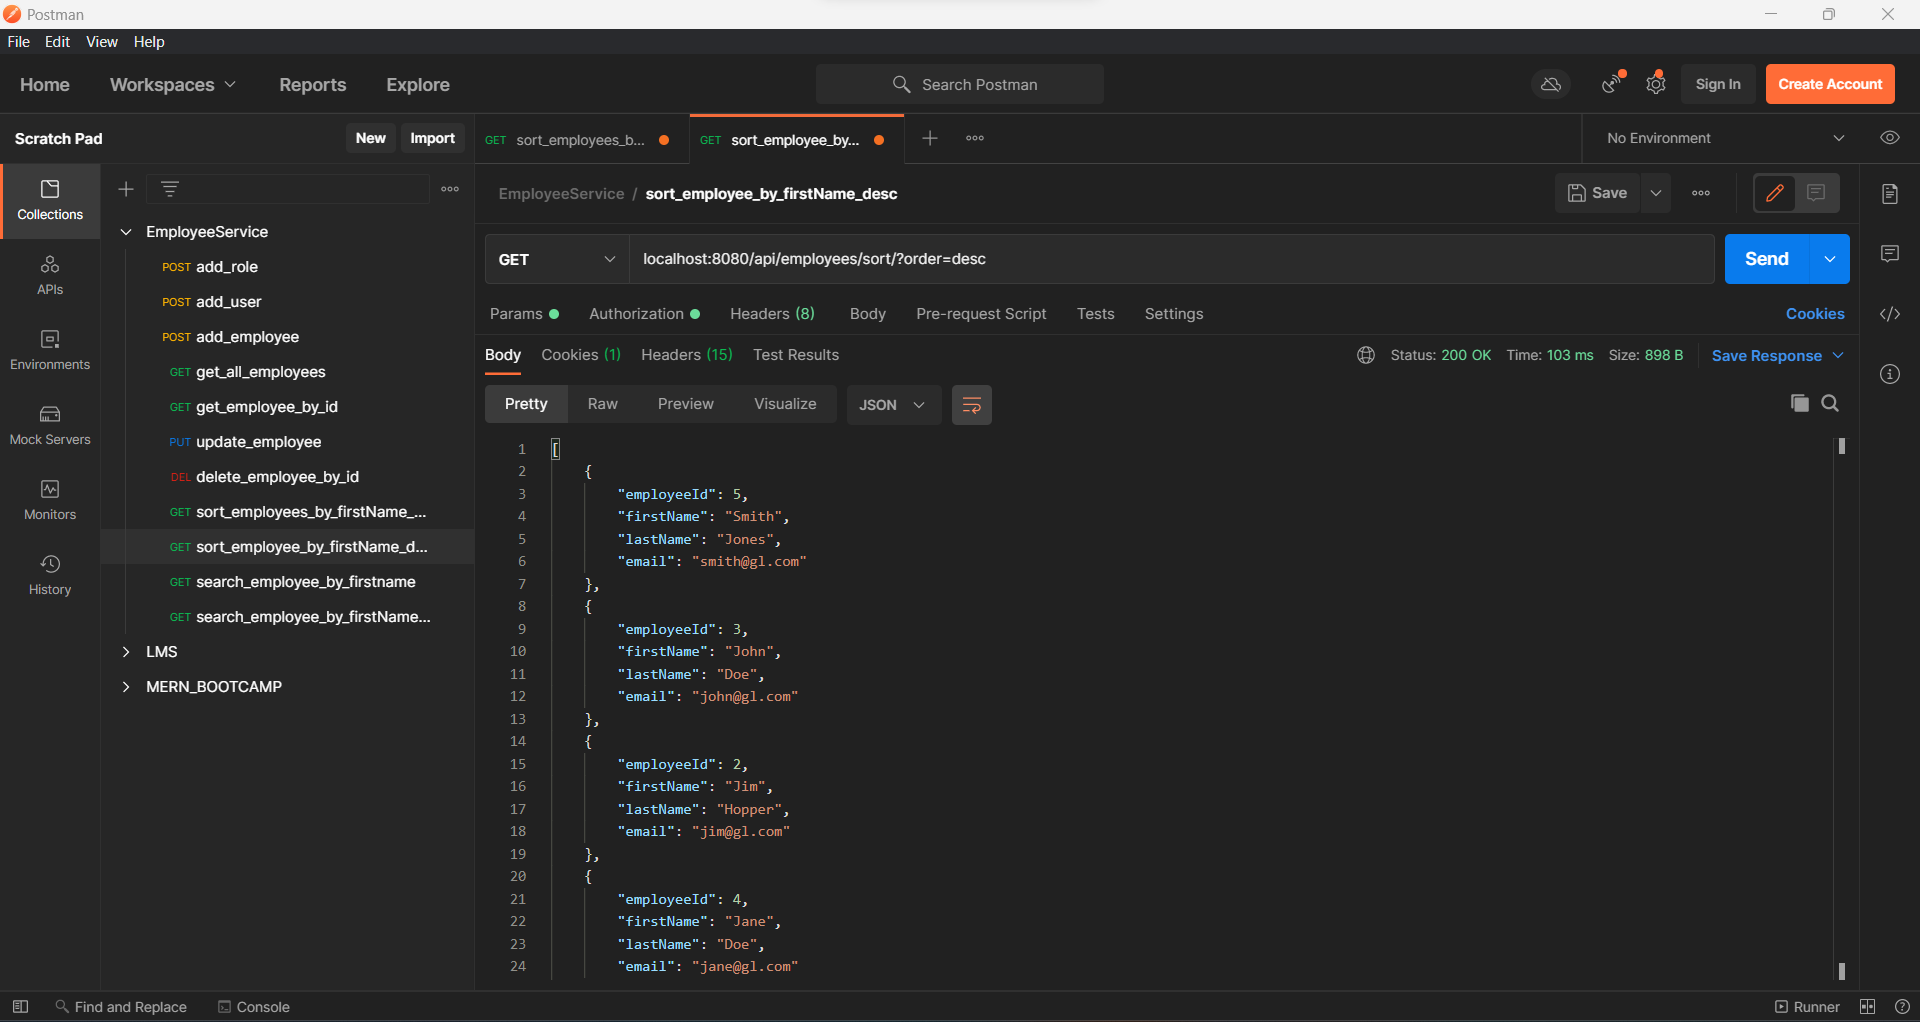 Postman
File Edit View Help
Home Workspaces Reports Explore Search Postman Sign In Create Account
Scratch Pad New Import GET sort_employees_b... GET sort_employee_by... No Environment
EmployeeService / sort_employee_by_firstName_desc Save
Collections
APIs
Environments
Mock Servers
Monitors
History
EmployeeService
POST add_role
POST add_user
POST add_employee
GET get_all_employees
GET get_employee_by_id
PUT update_employee
DEL delete_employee_by_id
GET sort_employees_by_firstName_...
GET sort_employee_by_firstName_d...
GET search_employee_by_firstname
GET search_employee_by_firstName...
LMS
MERN_BOOTCAMP
GET localhost:8080/api/employees/sort/?order=desc Send
Params Authorization Headers (8) Body Pre-request Script Tests Settings Cookies
Body Cookies (1) Headers (15) Test Results Status: 200 OK Time: 103 ms Size: 898 B Save Response
Pretty Raw Preview Visualize JSON
1 [
2 {
3 "employeeId": 5,
4 "firstName": "Smith",
5 "lastName": "Jones",
6 "email": "smith@gl.com"
7 },
8 {
9 "employeeId": 3,
10 "firstName": "John",
11 "lastName": "Doe",
12 "email": "john@gl.com"
13 },
14 {
15 "employeeId": 2,
16 "firstName": "Jim",
17 "lastName": "Hopper",
18 "email": "jim@gl.com"
19 },
20 {
21 "employeeId": 4,
22 "firstName": "Jane",
23 "lastName": "Doe",
24 "email": "jane@gl.com"
Find and Replace Console Runner